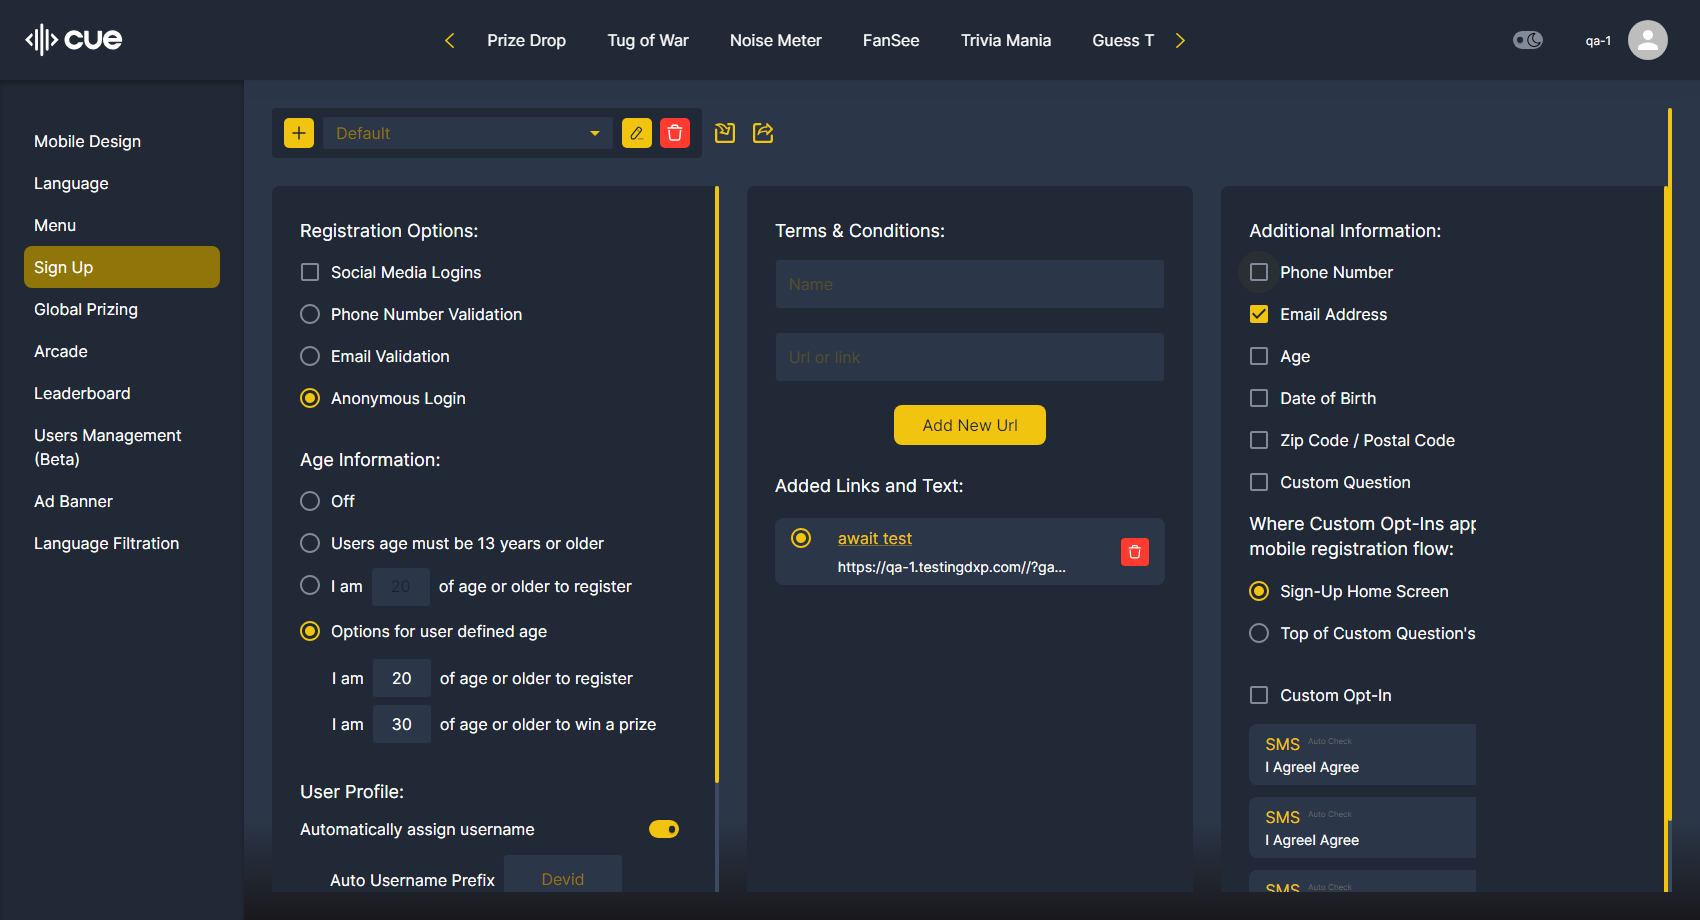 cue
Prize Drop
Tug of War
Noise Meter
FanSee
Trivia Mania
Guess T
qa-1
Mobile Design
Language
Menu
Sign Up
Global Prizing
Arcade
Leaderboard
Users Management
(Beta)
Ad Banner
Language Filtration
Default
Registration Options:
Social Media Logins
Phone Number Validation
Email Validation
Anonymous Login
Age Information:
Off
Users age must be 13 years or older
I am 20 of age or older to register
Options for user defined age
I am 20 of age or older to register
I am 30 of age or older to win a prize
User Profile:
Automatically assign username
Auto Username Prefix Devid
Terms & Conditions:
Name
Url or link
Add New Url
Added Links and Text:
await test
https://qa-1.testingdxp.com//?ga...
Additional Information:
Phone Number
Email Address
Age
Date of Birth
Zip Code / Postal Code
Custom Question
Where Custom Opt-Ins app
mobile registration flow:
Sign-Up Home Screen
Top of Custom Question's
Custom Opt-In
SMS Auto Check
I AgreeI Agree
SMS Auto Check
I AgreeI Agree
SMS Auto Check